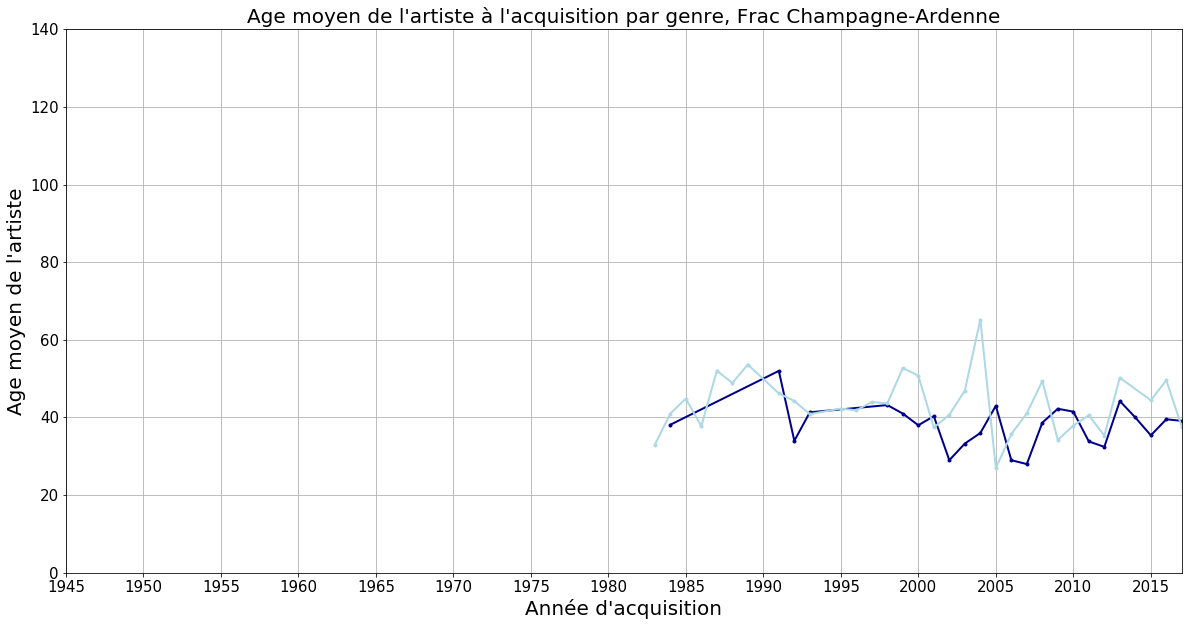 Age moyen de l'artiste à l'acquisition par genre, Frac Champagne-Ardenne
140
120
100
80
60
40
20
0
Age moyen de l'artiste
1945 1950 1955 1960 1965 1970 1975 1980 1985 1990 1995 2000 2005 2010 2015
Année d'acquisition